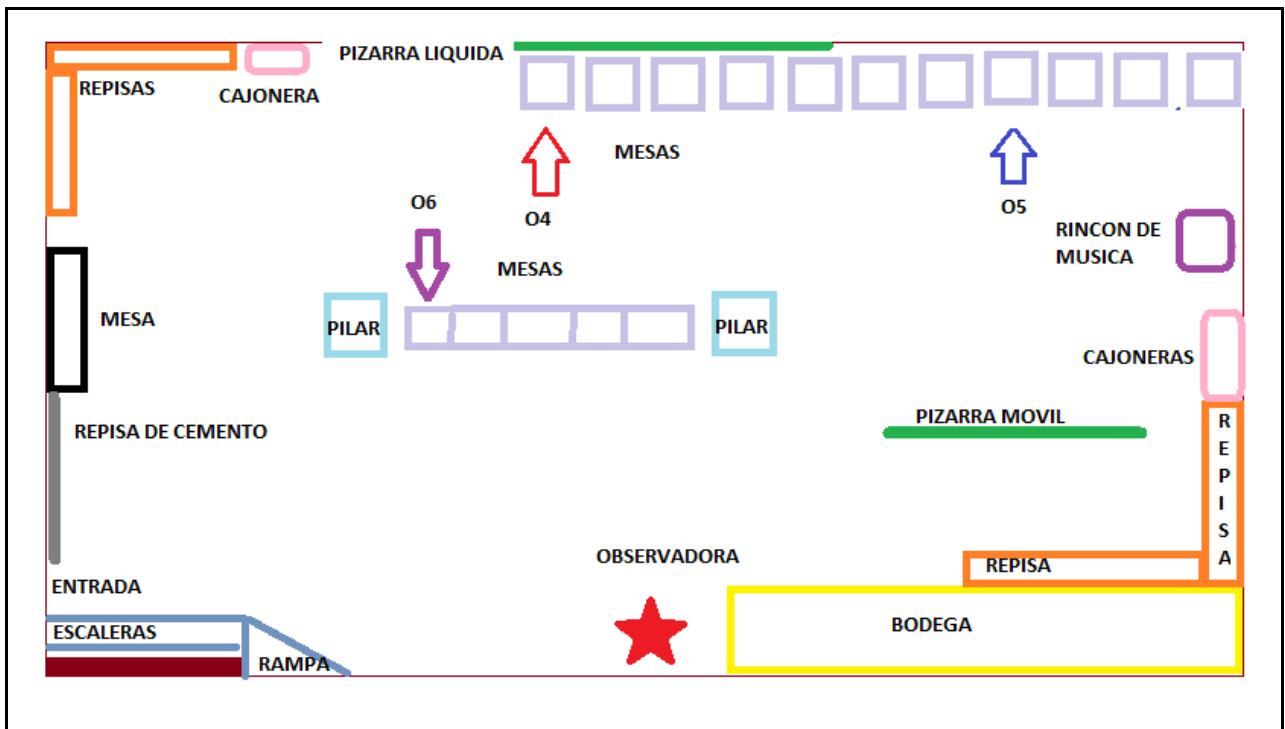 PIZARRA LIQUIDA
REPISAS
CAJONERA
MESAS
O6
O4
O5
RINCON DE
MUSICA
MESAS
MESA
PILAR
PILAR
CAJONERAS
PIZARRA MOVIL
REPISA DE CEMENTO
R
E
P
I
S
A
OBSERVADORA
REPISA
ENTRADA
ESCALERAS
BODEGA
RAMPA